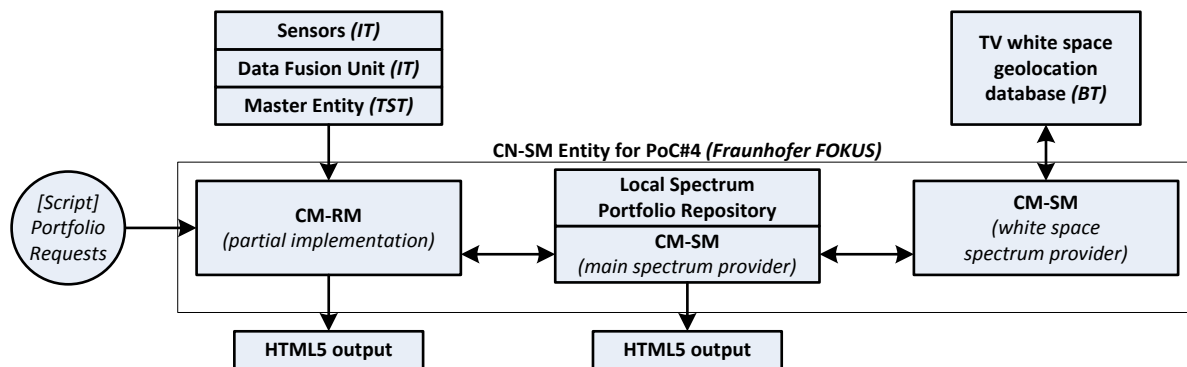 Sensors (IT)
Data Fusion Unit (IT)
Master Entity (TST)
TV white space
geolocation
database (BT)
CN-SM Entity for PoC#4 (Fraunhofer FOKUS)
[Script]
Portfolio
Requests
CM-RM
(partial implementation)
Local Spectrum
Portfolio Repository
CM-SM
(main spectrum provider)
CM-SM
(white space
spectrum provider)
HTML5 output
HTML5 output